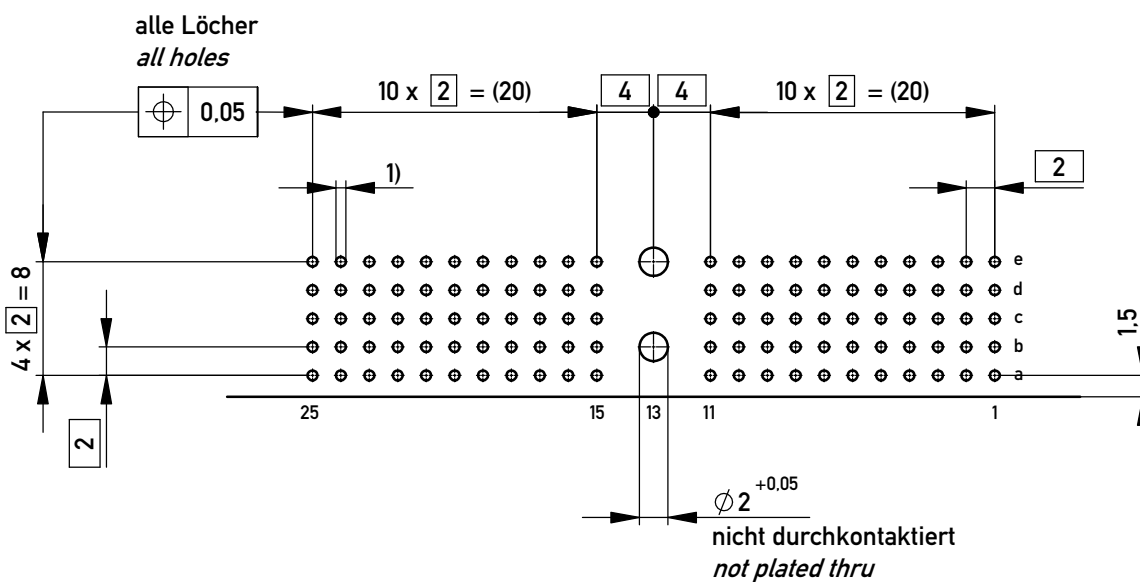 alle Löcher
all holes
0,05
10 x 2 = (20)
4 4
10 x 2 = (20)
1)
2
4 x 2 = 8
2
e
d
c
b
a
1,5
25 15 13 11 1
∅2 +0,05
nicht durchkontaktiert
not plated thru